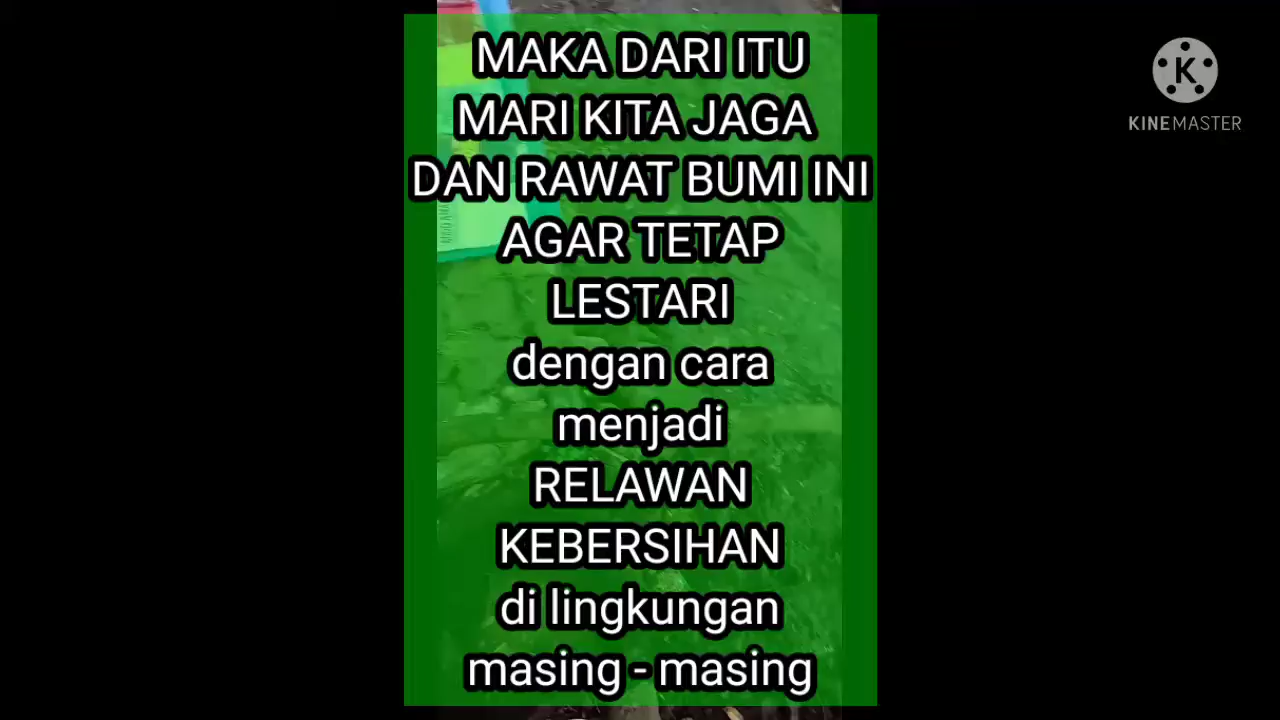 MAKA DARI ITU
MARI KITA JAGA
DAN RAWAT BUMI INI
AGAR TETAP
LESTARI
dengan cara
menjadi
RELAWAN
KEBERSIHAN
di lingkungan
masing - masing
K
KINEMASTER